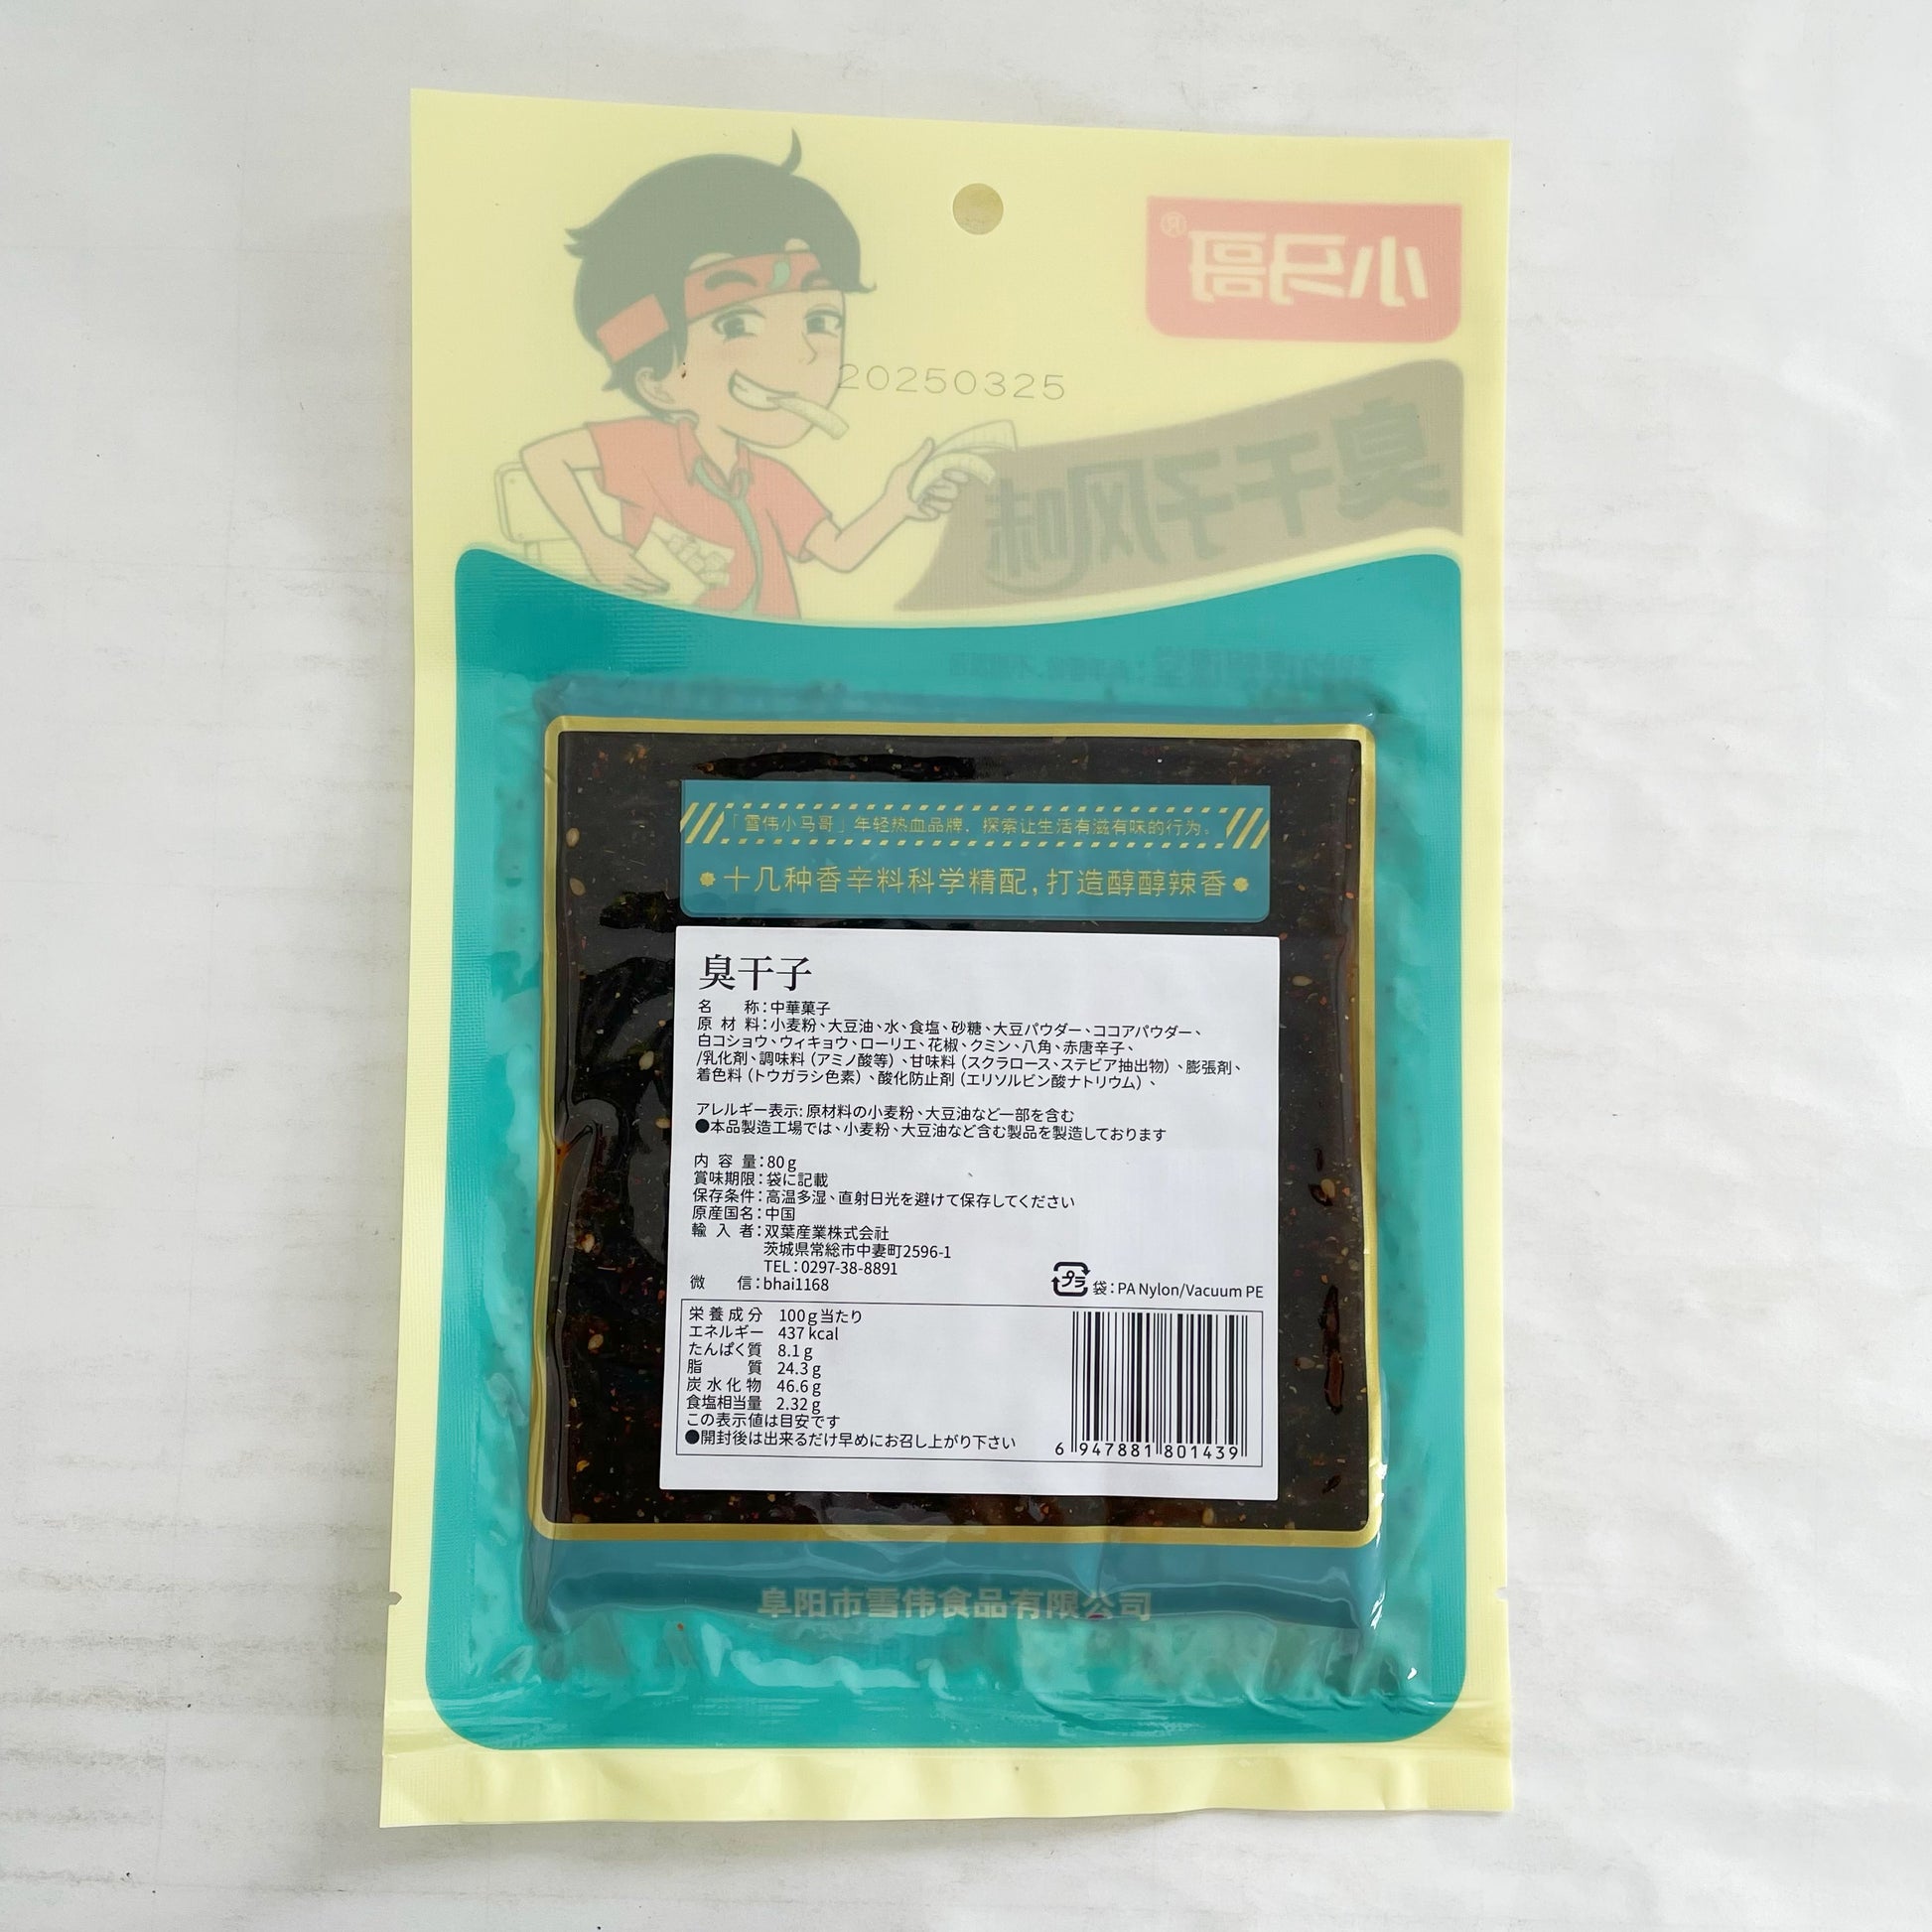 小马哥®
20250325
臭干子风味
「雪伟小马哥」年轻热血品牌，探索让生活有滋有味的行为。
十几种香辛料科学精配,打造醇醇辣香
臭干子
名 称：中華菓子
原 材 料：小麦粉、大豆油、水、食塩、砂糖、大豆パウダー、ココアパウダー、
白コショウ、ウィキョウ、ローリエ、花椒、クミン、八角、赤唐辛子、
/乳化剤、調味料（アミノ酸等）、甘味料（スクラロース、ステビア抽出物）、膨張剤、
着色料（トウガラシ色素）、酸化防止剤（エリソルビン酸ナトリウム）、
アレルギー表示: 原材料の小麦粉、大豆油など一部を含む
●本品製造工場では、小麦粉、大豆油など含む製品を製造しております
内 容 量：80g
賞味期限：袋に記載
保存条件：高温多湿、直射日光を避けて保存してください
原産国名：中国
輸 入 者：双葉産業株式会社
茨城県常総市中妻町2596-1
TEL：0297-38-8891
微 信：bhai1168
プラ 袋：PA Nylon/Vacuum PE
栄養成分 100g当たり
エネルギー 437 kcal
たんぱく質 8.1 g
脂 質 24.3 g
炭水化物 46.6 g
食塩相当量 2.32 g
この表示値は目安です
●開封後は出来るだけ早めにお召し上がり下さい
6 947881 801439
阜阳市雪伟食品有限公司